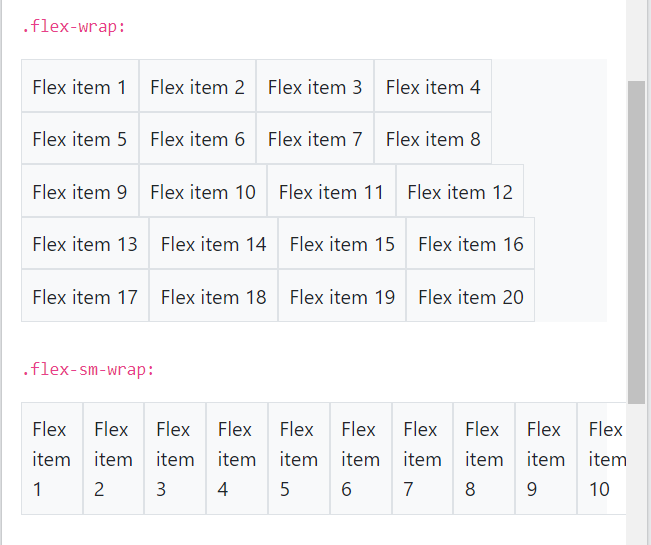 .flex-wrap:
Flex item 1 Flex item 2 Flex item 3 Flex item 4
Flex item 5 Flex item 6 Flex item 7 Flex item 8
Flex item 9 Flex item 10 Flex item 11 Flex item 12
Flex item 13 Flex item 14 Flex item 15 Flex item 16
Flex item 17 Flex item 18 Flex item 19 Flex item 20
.flex-sm-wrap:
Flex Flex Flex Flex Flex Flex Flex Flex Flex Flex
item item item item item item item item item item
1 2 3 4 5 6 7 8 9 10